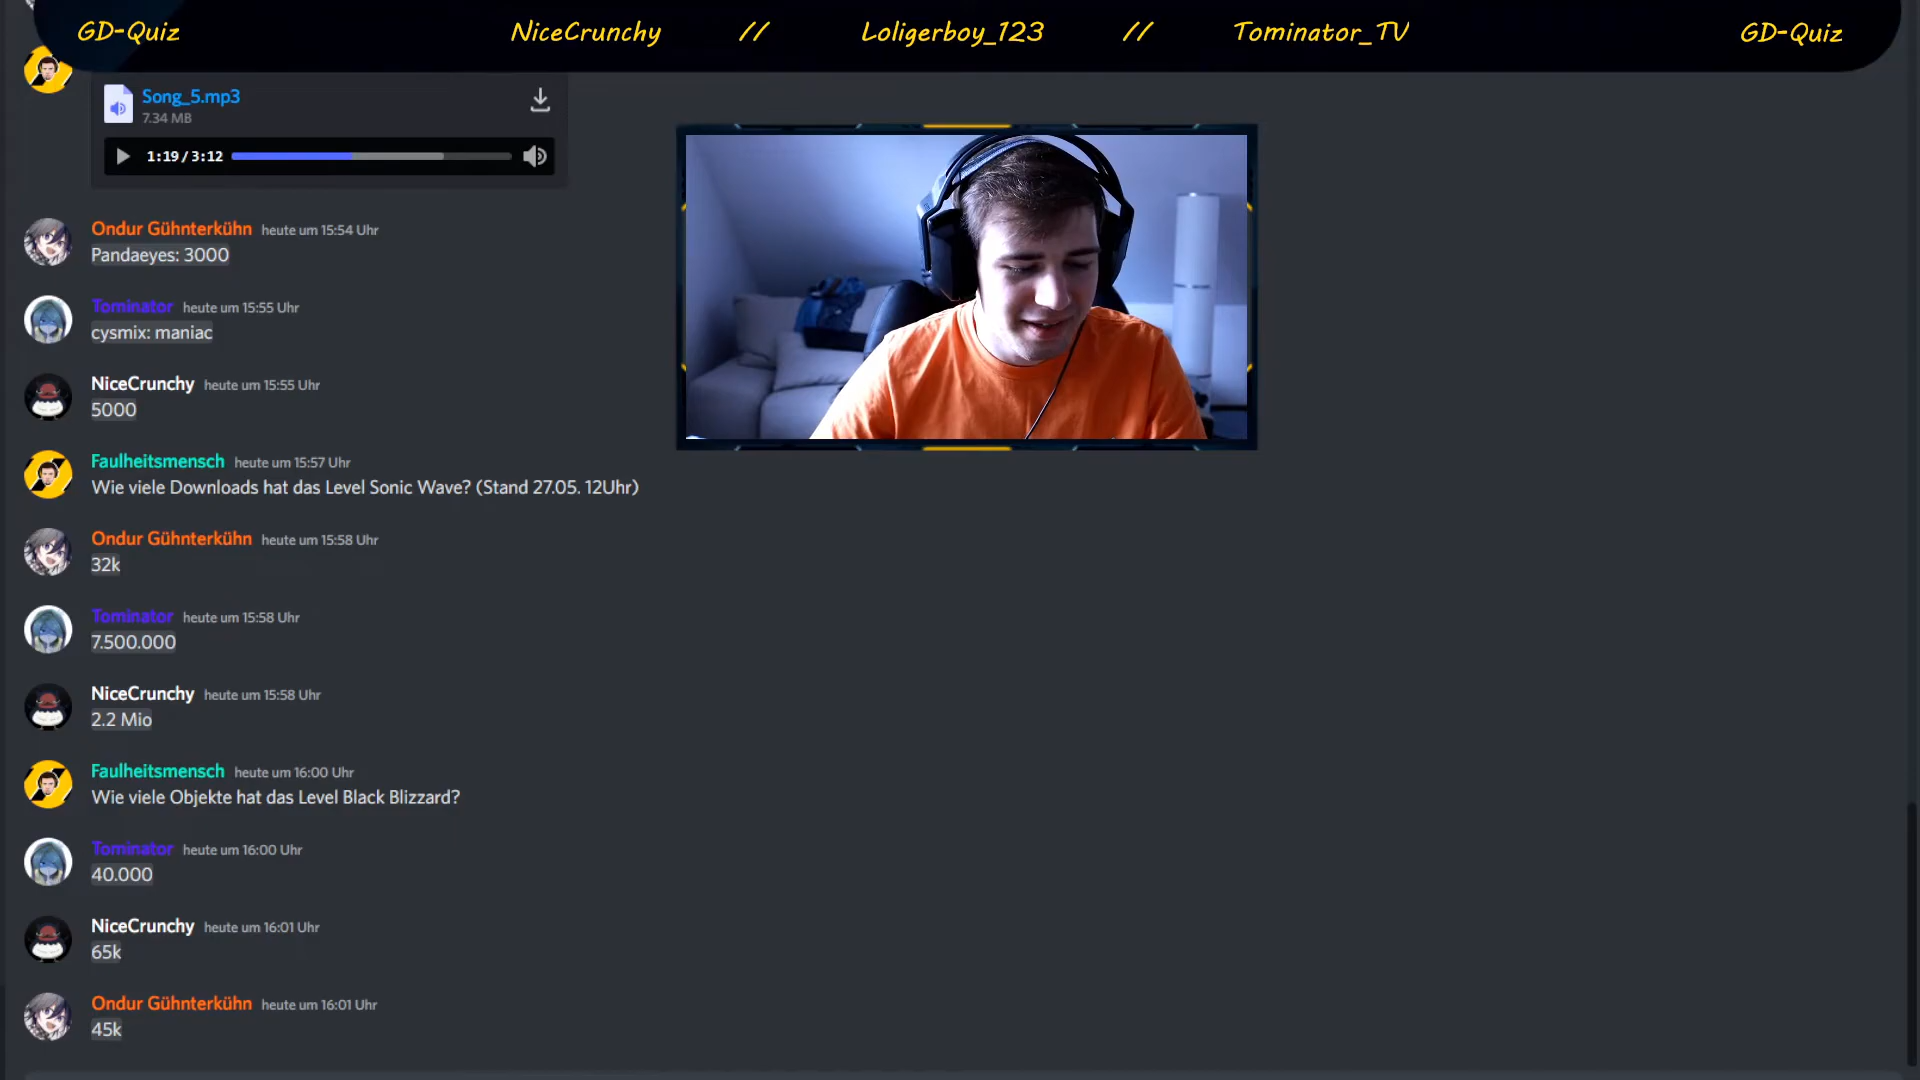 GD-Quiz NiceCrunchy // Loligerboy_123 // Tominator_TV GD-Quiz
Song_5.mp3
7.34 MB
1:19 / 3:12
Ondur Gühnterkühn heute um 15:54 Uhr
Pandaeyes: 3000
Tominator heute um 15:55 Uhr
cysmix: maniac
NiceCrunchy heute um 15:55 Uhr
5000
Faulheitsmensch heute um 15:57 Uhr
Wie viele Downloads hat das Level Sonic Wave? (Stand 27.05. 12Uhr)
Ondur Gühnterkühn heute um 15:58 Uhr
32k
Tominator heute um 15:58 Uhr
7.500.000
NiceCrunchy heute um 15:58 Uhr
2.2 Mio
Faulheitsmensch heute um 16:00 Uhr
Wie viele Objekte hat das Level Black Blizzard?
Tominator heute um 16:00 Uhr
40.000
NiceCrunchy heute um 16:01 Uhr
65k
Ondur Gühnterkühn heute um 16:01 Uhr
45k